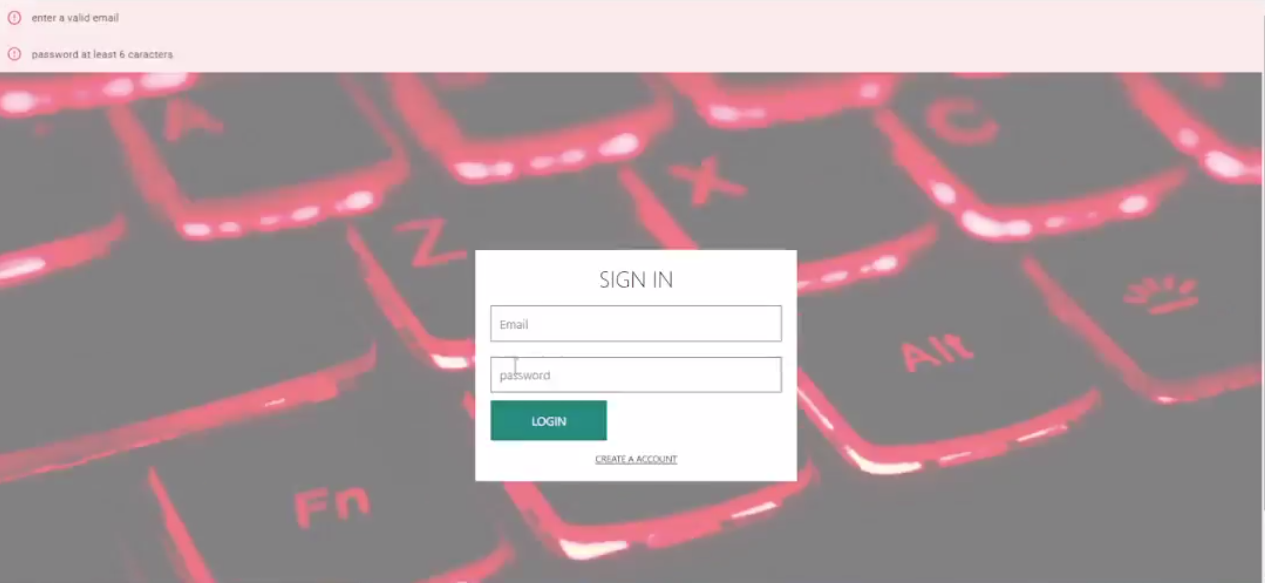 enter a valid email
password at least 6 caracters
A
C
X
Z
SIGN IN
Email
Alt
password
LOGIN
CREATE A ACCOUNT
Fn